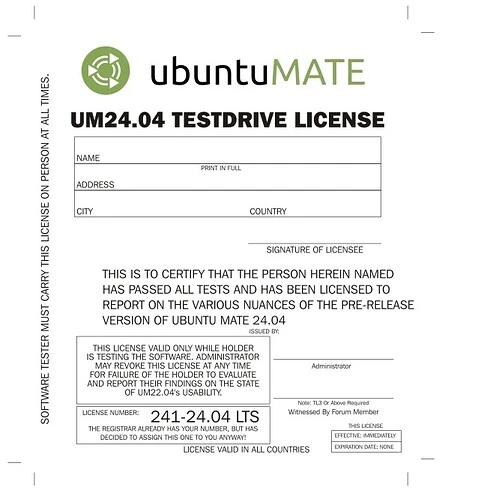 ubuntuMATE
UM24.04 TESTDRIVE LICENSE
NAME
PRINT IN FULL
ADDRESS
CITY COUNTRY
SIGNATURE OF LICENSEE
SOFTWARE TESTER MUST CARRY THIS LICENSE ON PERSON AT ALL TIMES.
THIS IS TO CERTIFY THAT THE PERSON HEREIN NAMED
HAS PASSED ALL TESTS AND HAS BEEN LICENSED TO
REPORT ON THE VARIOUS NUANCES OF THE PRE-RELEASE
VERSION OF UBUNTU MATE 24.04
ISSUED BY:
THIS LICENSE VALID ONLY WHILE HOLDER
IS TESTING THE SOFTWARE. ADMINISTRATOR
MAY REVOKE THIS LICENSE AT ANY TIME
FOR FAILURE OF THE HOLDER TO EVALUATE
AND REPORT THEIR FINDINGS ON THE STATE
OF UM22.04's USABILITY.
Administrator
Note: TL3 Or Above Required
Witnessed By Forum Member
LICENSE NUMBER: 241-24.04 LTS
THE REGISTRAR ALREADY HAS YOUR NUMBER, BUT HAS
DECIDED TO ASSIGN THIS ONE TO YOU ANYWAY!
THIS LICENSE
EFFECTIVE: IMMEDIATELY
EXPIRATION DATE: NONE
LICENSE VALID IN ALL COUNTRIES